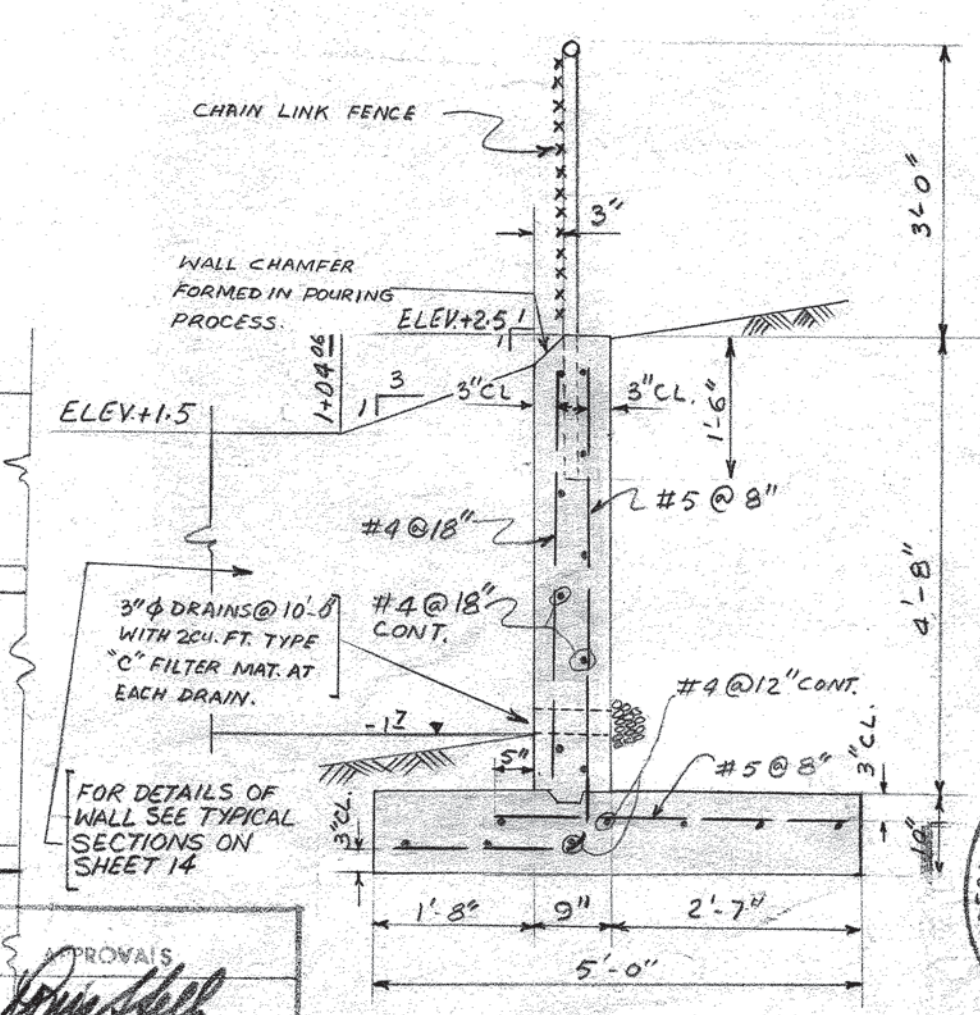 CHAIN LINK FENCE
3'-0"
3"
WALL CHAMFER
FORMED IN POURING
PROCESS.
ELEV.+2.5
1
1
1+0406
3
1
3"CL
3"CL.
1'-6"
ELEV.+1.5
#5 @ 8"
#4 @18"
4'-8"
3"Φ DRAINS@ 10'-0"
WITH 2CU. FT. TYPE
"C" FILTER MAT. AT
EACH DRAIN.
#4 @ 18"
CONT.
#4 @12" CONT.
-1.7
5"
#5 @ 8"
3"CL.
FOR DETAILS OF
WALL SEE TYPICAL
SECTIONS ON
SHEET 14
3"CL.
10"
1'-8"
9"
2'-7"
5'-0"
APPROVALS